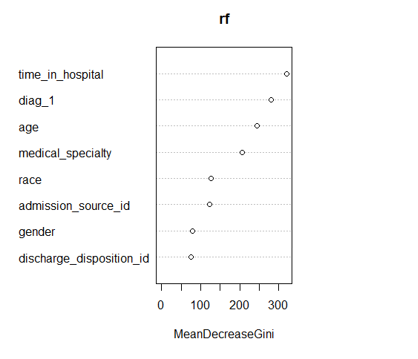 rf
time_in_hospital
diag_1
age
medical_specialty
race
admission_source_id
gender
discharge_disposition_id
0 100 200 300
MeanDecreaseGini